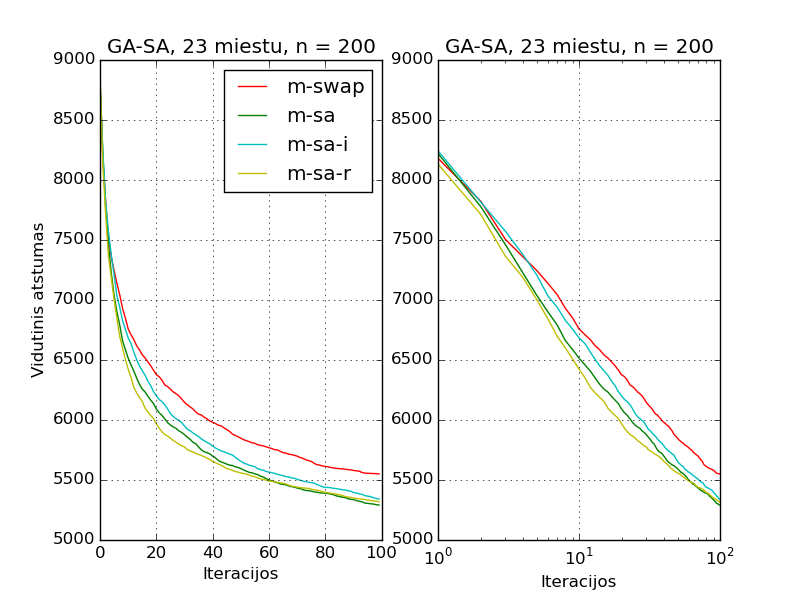 GA-SA, 23 miestu, n = 200
9000
8500
8000
7500
7000
6500
6000
5500
5000
Vidutinis atstumas
m-swap
m-sa
m-sa-i
m-sa-r
0 20 40 60 80 100
Iteracijos
GA-SA, 23 miestu, n = 200
9000
8500
8000
7500
7000
6500
6000
5500
5000
10⁰ 10¹ 10²
Iteracijos